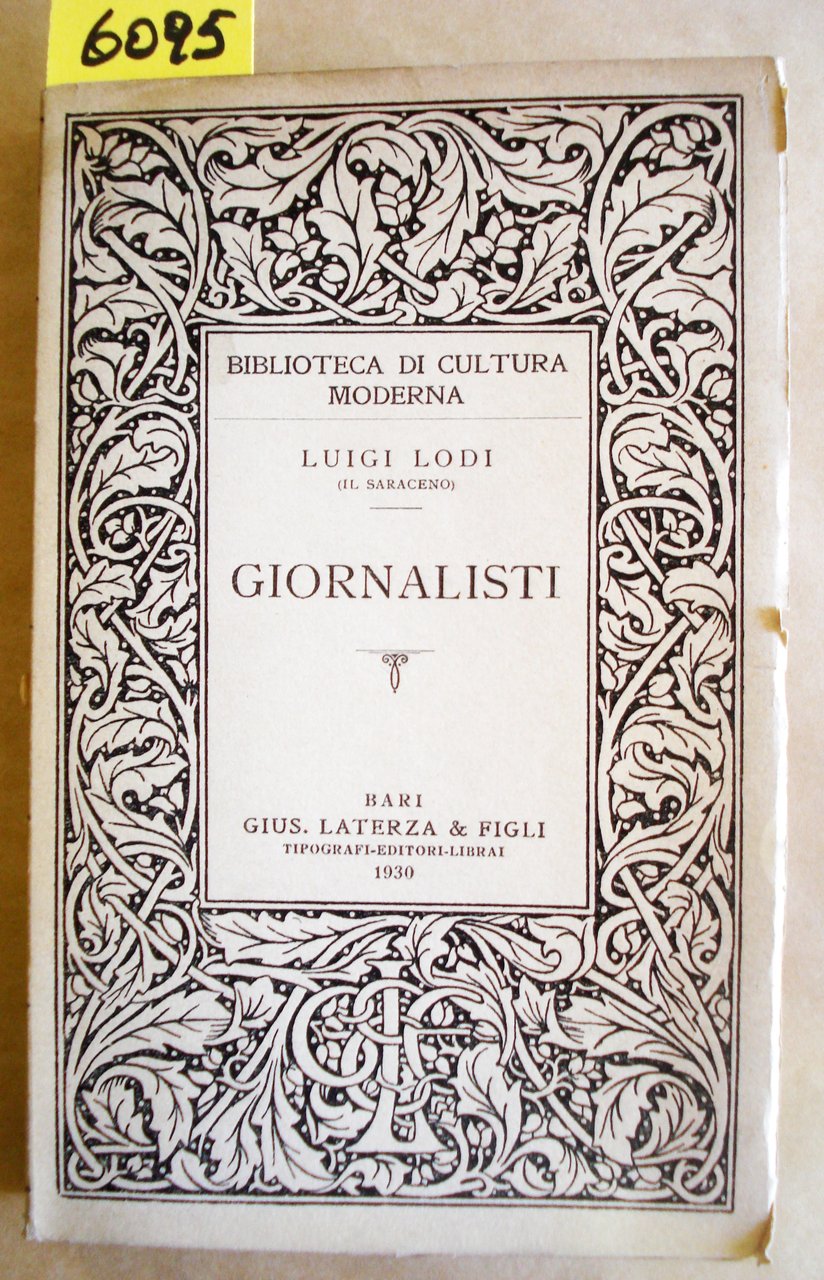 6095
BIBLIOTECA DI CULTURA
MODERNA
LUIGI LODI
(IL SARACENO)
GIORNALISTI
BARI
GIUS. LATERZA & FIGLI
TIPOGRAFI-EDITORI-LIBRAI
1930